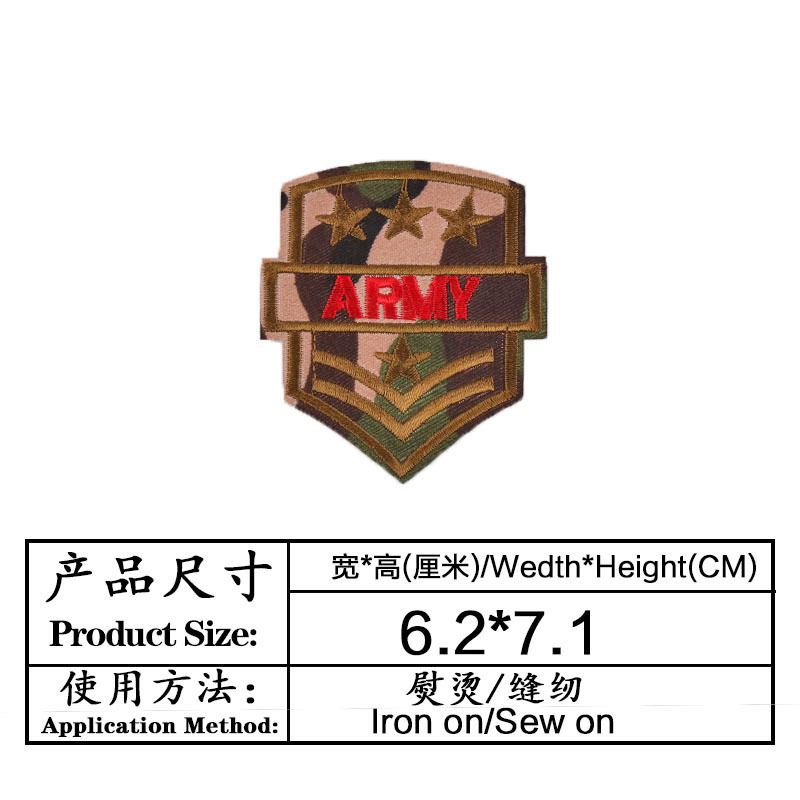 ARMY
产品尺寸
Product Size:
宽*高(厘米)/Wedth*Height(CM)
6.2*7.1
使用方法:
Application Method:
熨烫/缝纫
Iron on/Sew on